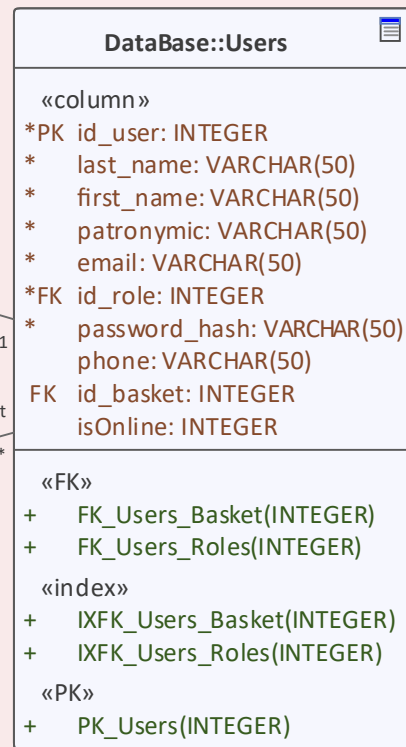 DataBase::Users
«column»
*PK id_user: INTEGER
* last_name: VARCHAR(50)
* first_name: VARCHAR(50)
* patronymic: VARCHAR(50)
* email: VARCHAR(50)
*FK id_role: INTEGER
* password_hash: VARCHAR(50)
1
phone: VARCHAR(50)
FK id_basket: INTEGER
t
isOnline: INTEGER
*
«FK»
+ FK_Users_Basket(INTEGER)
+ FK_Users_Roles(INTEGER)
«index»
+ IXFK_Users_Basket(INTEGER)
+ IXFK_Users_Roles(INTEGER)
«PK»
+ PK_Users(INTEGER)